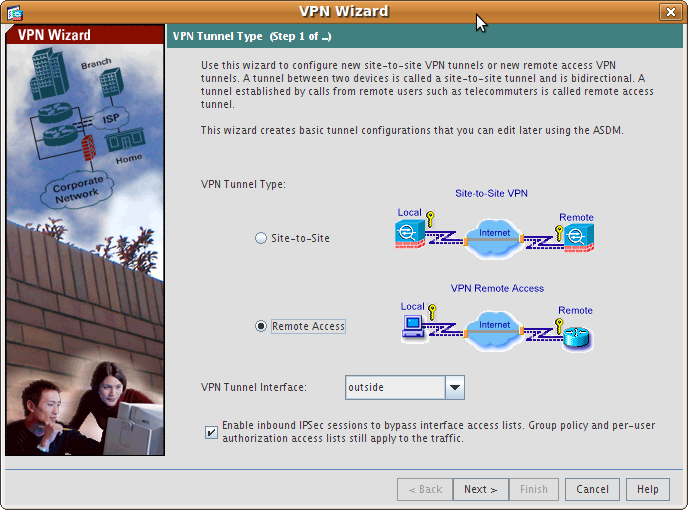 VPN Wizard
VPN Wizard
Branch
ISP
Home
Corporate
Network
VPN Tunnel Type (Step 1 of ...)
Use this wizard to configure new site-to-site VPN tunnels or new remote access VPN
tunnels. A tunnel between two devices is called a site-to-site tunnel and is bidirectional. A
tunnel established by calls from remote users such as telecommuters is called remote access
tunnel.
This wizard creates basic tunnel configurations that you can edit later using the ASDM.
VPN Tunnel Type:
Site-to-Site VPN
Site-to-Site
Local
Internet
Remote
VPN Remote Access
Remote Access
Local
Internet
Remote
VPN Tunnel Interface:
outside
Enable inbound IPSec sessions to bypass interface access lists. Group policy and per-user
authorization access lists still apply to the traffic.
< Back
Next >
Finish
Cancel
Help